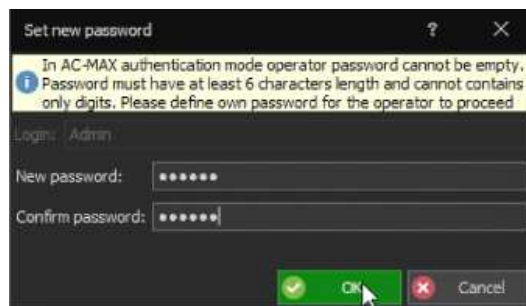 Set new password
?
In AC-MAX authentication mode operator password cannot be empty.
Password must have at least 6 characters length and cannot contains
only digits. Please define own password for the operator to proceed
Login: Admin
New password: ●●●●●●
Confirm password: ●●●●●●
OK Cancel